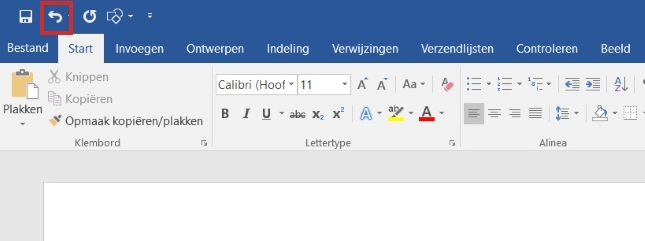 Bestand Start Invoegen Ontwerpen Indeling Verwijzingen Verzendlijsten Controleren Beeld
Plakken
Knippen
Kopiëren
Opmaak kopiëren/plakken
Klembord
Calibri (Hoof 11 A A Aa A
B I U abc x₂ x² A ab A
Lettertype
A Z
Alinea